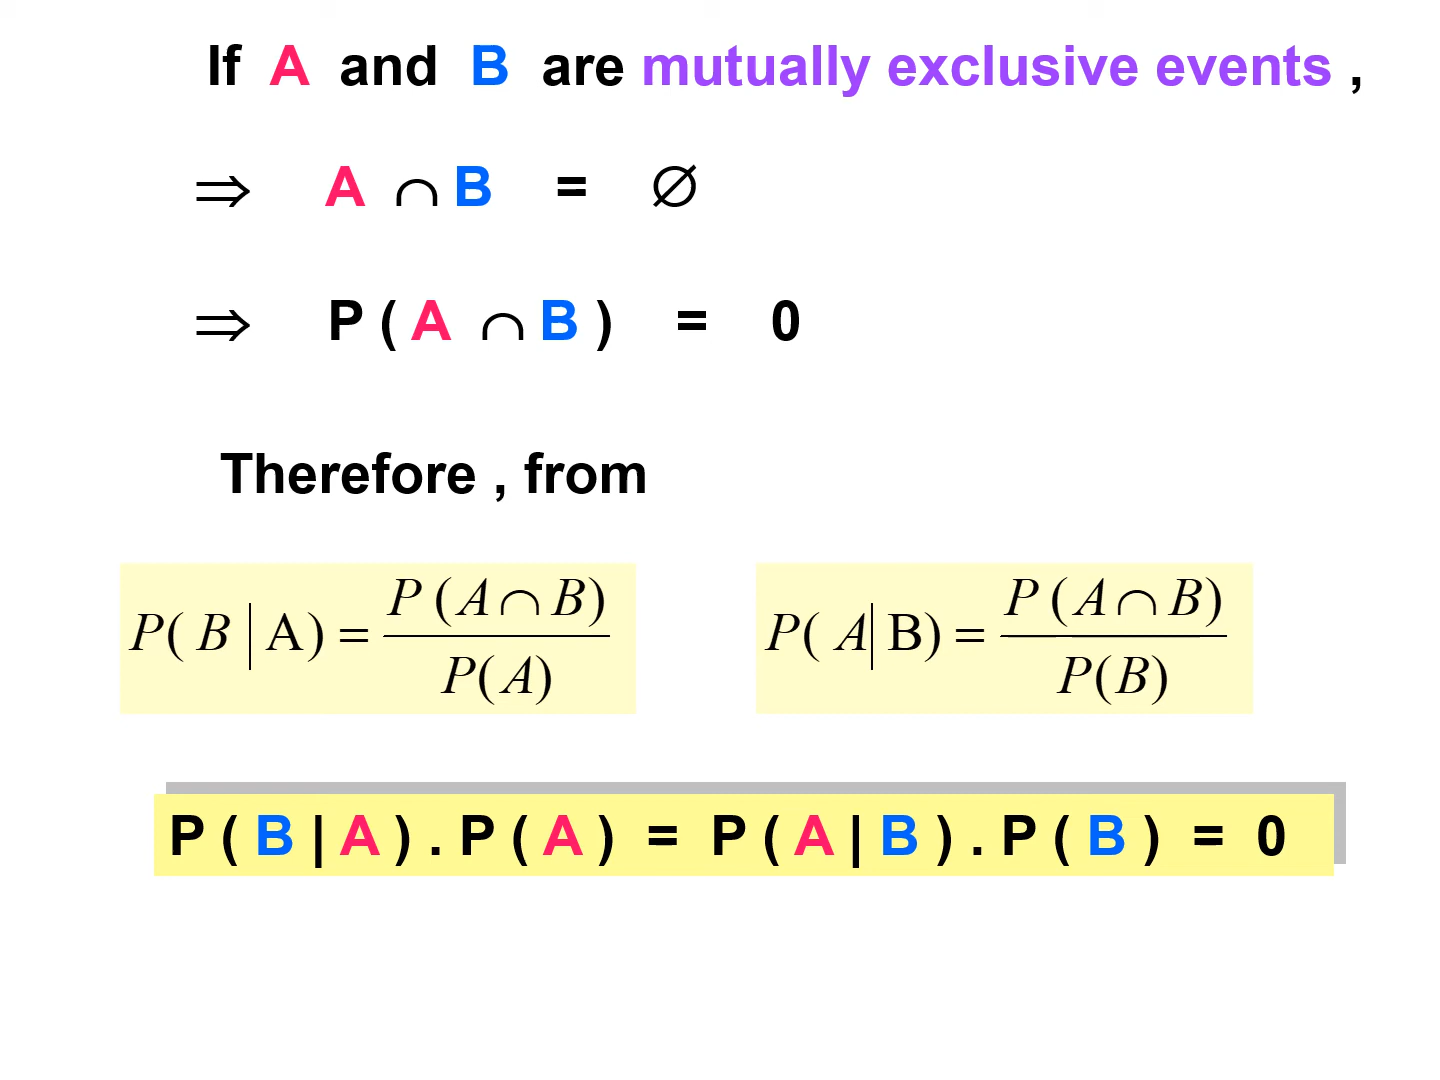 If A and B are mutually exclusive events ,
⇒ A ∩ B = ∅
⇒ P ( A ∩ B ) = 0
Therefore , from
P( B | A) = P (A ∩ B) / P(A)
P( A| B) = P (A ∩ B) / P(B)
P ( B | A ) . P ( A ) = P ( A | B ) . P ( B ) = 0